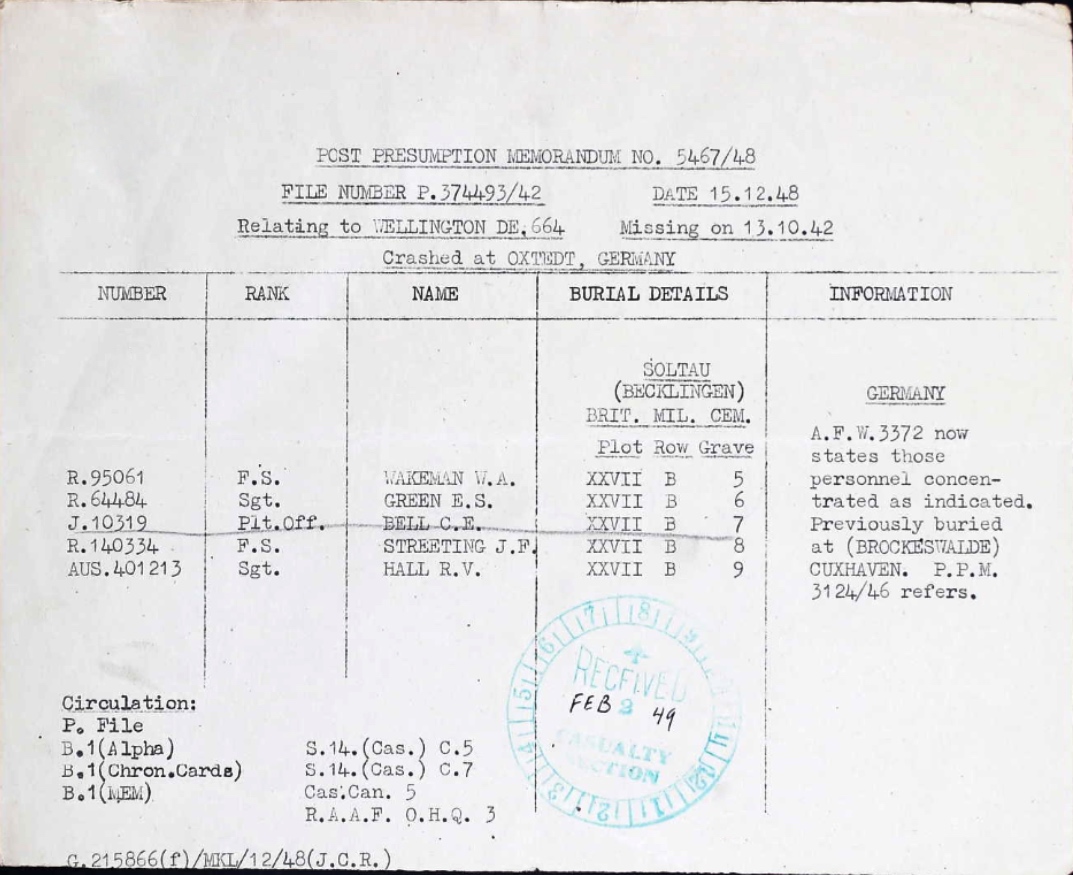 POST PRESUMPTION MEMORANDUM NO. 5467/48
FILE NUMBER P.374493/42 DATE 15.12.48
Relating to WELLINGTON DE.664 Missing on 13.10.42
Crashed at OXTEDT, GERMANY
NUMBER RANK NAME BURIAL DETAILS INFORMATION
SOLTAU
(BECKLINGEN)
BRIT. MIL. CEM.
Plot Row Grave
R.95061 F.S. WAKEMAN W.A. XXVII B 5
R.64484 Sgt. GREEN E.S. XXVII B 6
J.10319 Plt.Off. BELL C.E. XXVII B 7
R.140334 F.S. STREETING J.F. XXVII B 8
AUS.401213 Sgt. HALL R.V. XXVII B 9
GERMANY
A.F.W.3372 now
states those
personnel concen-
trated as indicated.
Previously buried
at (BROCKESWALDE)
CUXHAVEN. P.P.M.
3124/46 refers.
RECEIVED
FEB 2 49
CASUALTY
SECTION
Circulation:
P. File
B.1(Alpha) S.14.(Cas.) C.5
B.1(Chron.Cards) S.14.(Cas.) C.7
B.1(MEM) Cas.Can. 5
R.A.A.F. O.H.Q. 3
G.215866(f)/MKL/12/48(J.C.R.)